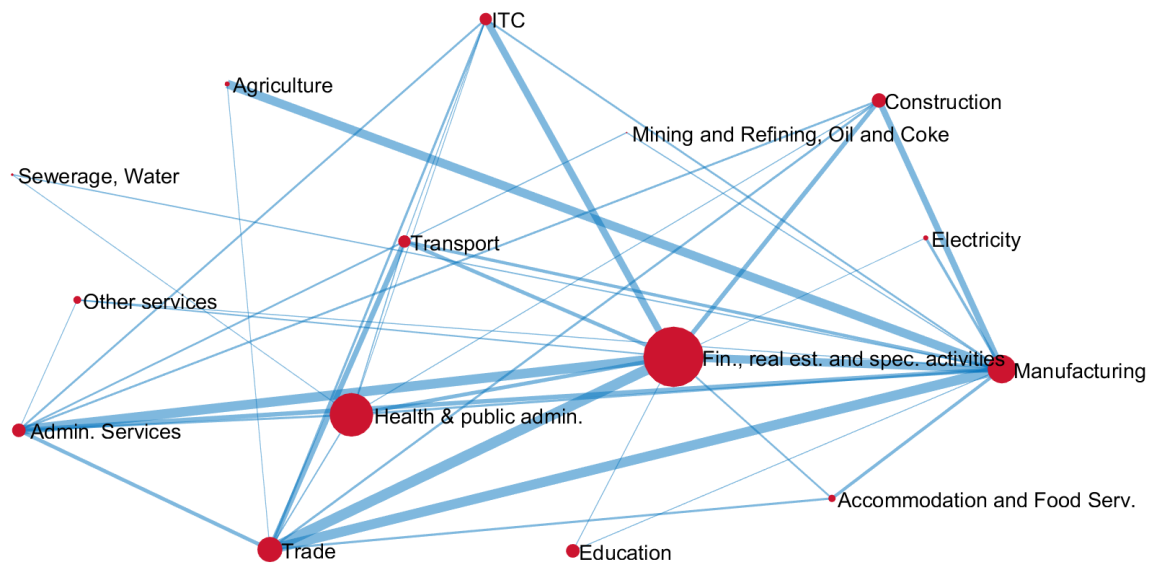 ITC
Agriculture
Construction
Mining and Refining, Oil and Coke
Sewerage, Water
Transport
Electricity
Other services
Fin., real est. and spec. activities
Manufacturing
Health & public admin.
Admin. Services
Accommodation and Food Serv.
Trade
Education